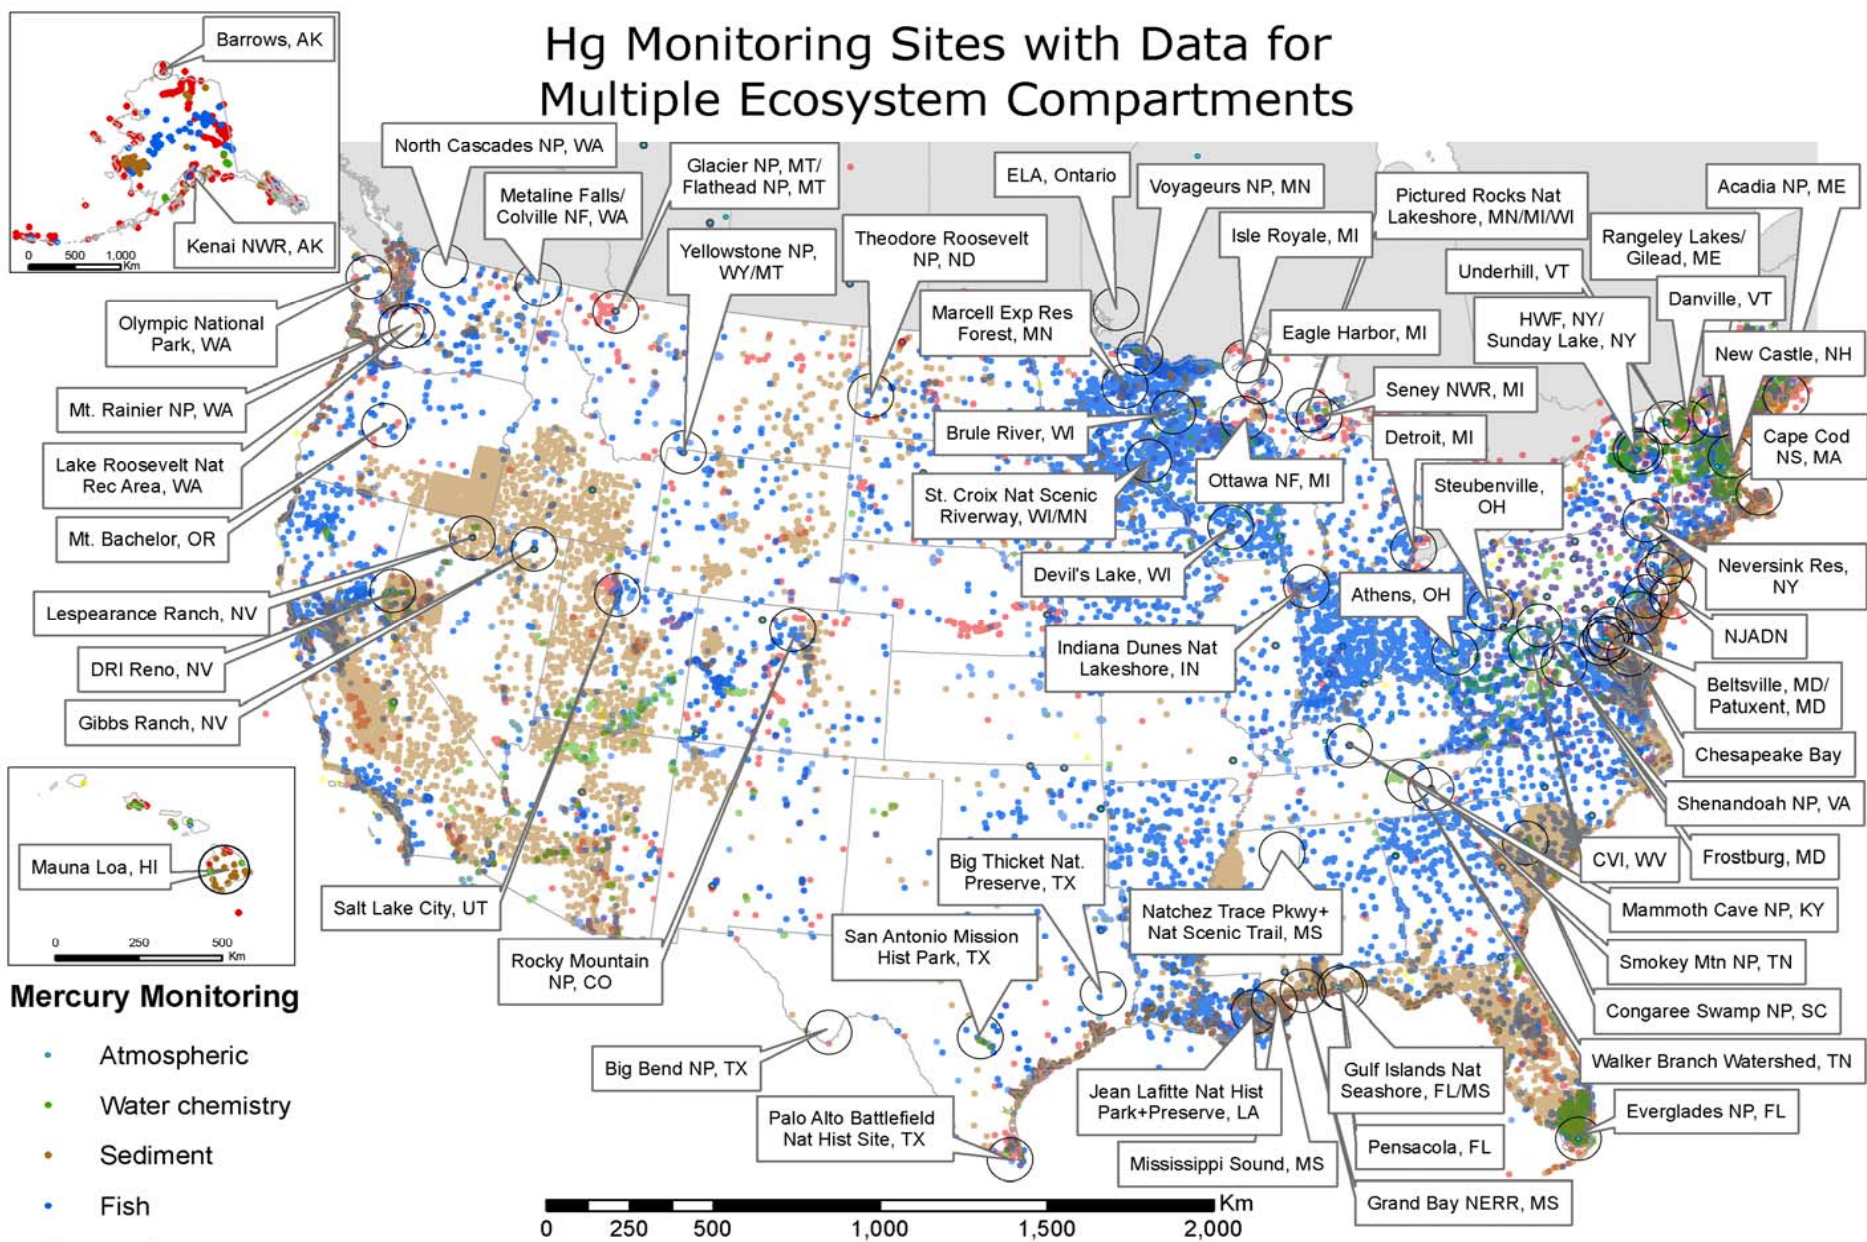 Hg Monitoring Sites with Data for
Multiple Ecosystem Compartments
Barrows, AK
Kenai NWR, AK
0 500 1,000
Km
North Cascades NP, WA
Metaline Falls/
Colville NF, WA
Glacier NP, MT/
Flathead NP, MT
Yellowstone NP,
WY/MT
Theodore Roosevelt
NP, ND
ELA, Ontario
Voyageurs NP, MN
Marcell Exp Res
Forest, MN
Isle Royale, MI
Pictured Rocks Nat
Lakeshore, MN/MI/WI
Acadia NP, ME
Rangeley Lakes/
Gilead, ME
Underhill, VT
Danville, VT
HWF, NY/
Sunday Lake, NY
New Castle, NH
Eagle Harbor, MI
Seney NWR, MI
Brule River, WI
Detroit, MI
Cape Cod
NS, MA
Ottawa NF, MI
Steubenville,
OH
St. Croix Nat Scenic
Riverway, WI/MN
Devil's Lake, WI
Athens, OH
Neversink Res,
NY
NJADN
Indiana Dunes Nat
Lakeshore, IN
Beltsville, MD/
Patuxent, MD
Chesapeake Bay
Shenandoah NP, VA
Frostburg, MD
CVI, WV
Mammoth Cave NP, KY
Smokey Mtn NP, TN
Congaree Swamp NP, SC
Walker Branch Watershed, TN
Everglades NP, FL
Olympic National
Park, WA
Mt. Rainier NP, WA
Lake Roosevelt Nat
Rec Area, WA
Mt. Bachelor, OR
Lespearance Ranch, NV
DRI Reno, NV
Gibbs Ranch, NV
Mauna Loa, HI
0 250 500
Km
Salt Lake City, UT
Rocky Mountain
NP, CO
San Antonio Mission
Hist Park, TX
Big Thicket Nat.
Preserve, TX
Natchez Trace Pkwy+
Nat Scenic Trail, MS
Big Bend NP, TX
Palo Alto Battlefield
Nat Hist Site, TX
Jean Lafitte Nat Hist
Park+Preserve, LA
Gulf Islands Nat
Seashore, FL/MS
Mississippi Sound, MS
Pensacola, FL
Grand Bay NERR, MS
Mercury Monitoring
Atmospheric
Water chemistry
Sediment
Fish
Km
0 250 500 1,000 1,500 2,000